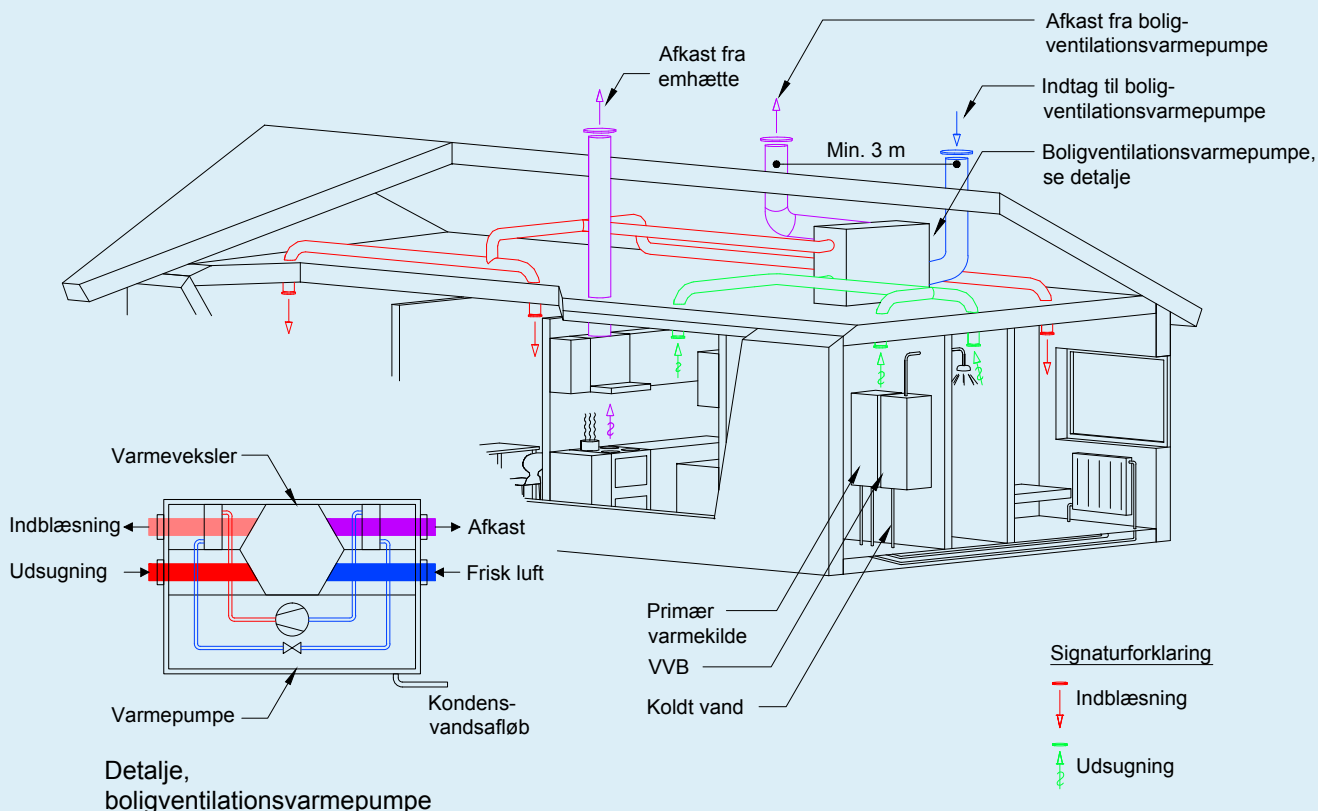 Afkast fra
emhætte
Afkast fra bolig-
ventilationsvarmepumpe
Indtag til bolig-
ventilationsvarmepumpe
Min. 3 m
Boligventilationsvarmepumpe,
se detalje
Varmeveksler
Indblæsning
Afkast
Udsugning
Frisk luft
Varmepumpe
Kondens-
vandsafløb
Detalje,
boligventilationsvarmepumpe
Primær
varmekilde
VVB
Koldt vand
Signaturforklaring
Indblæsning
Udsugning